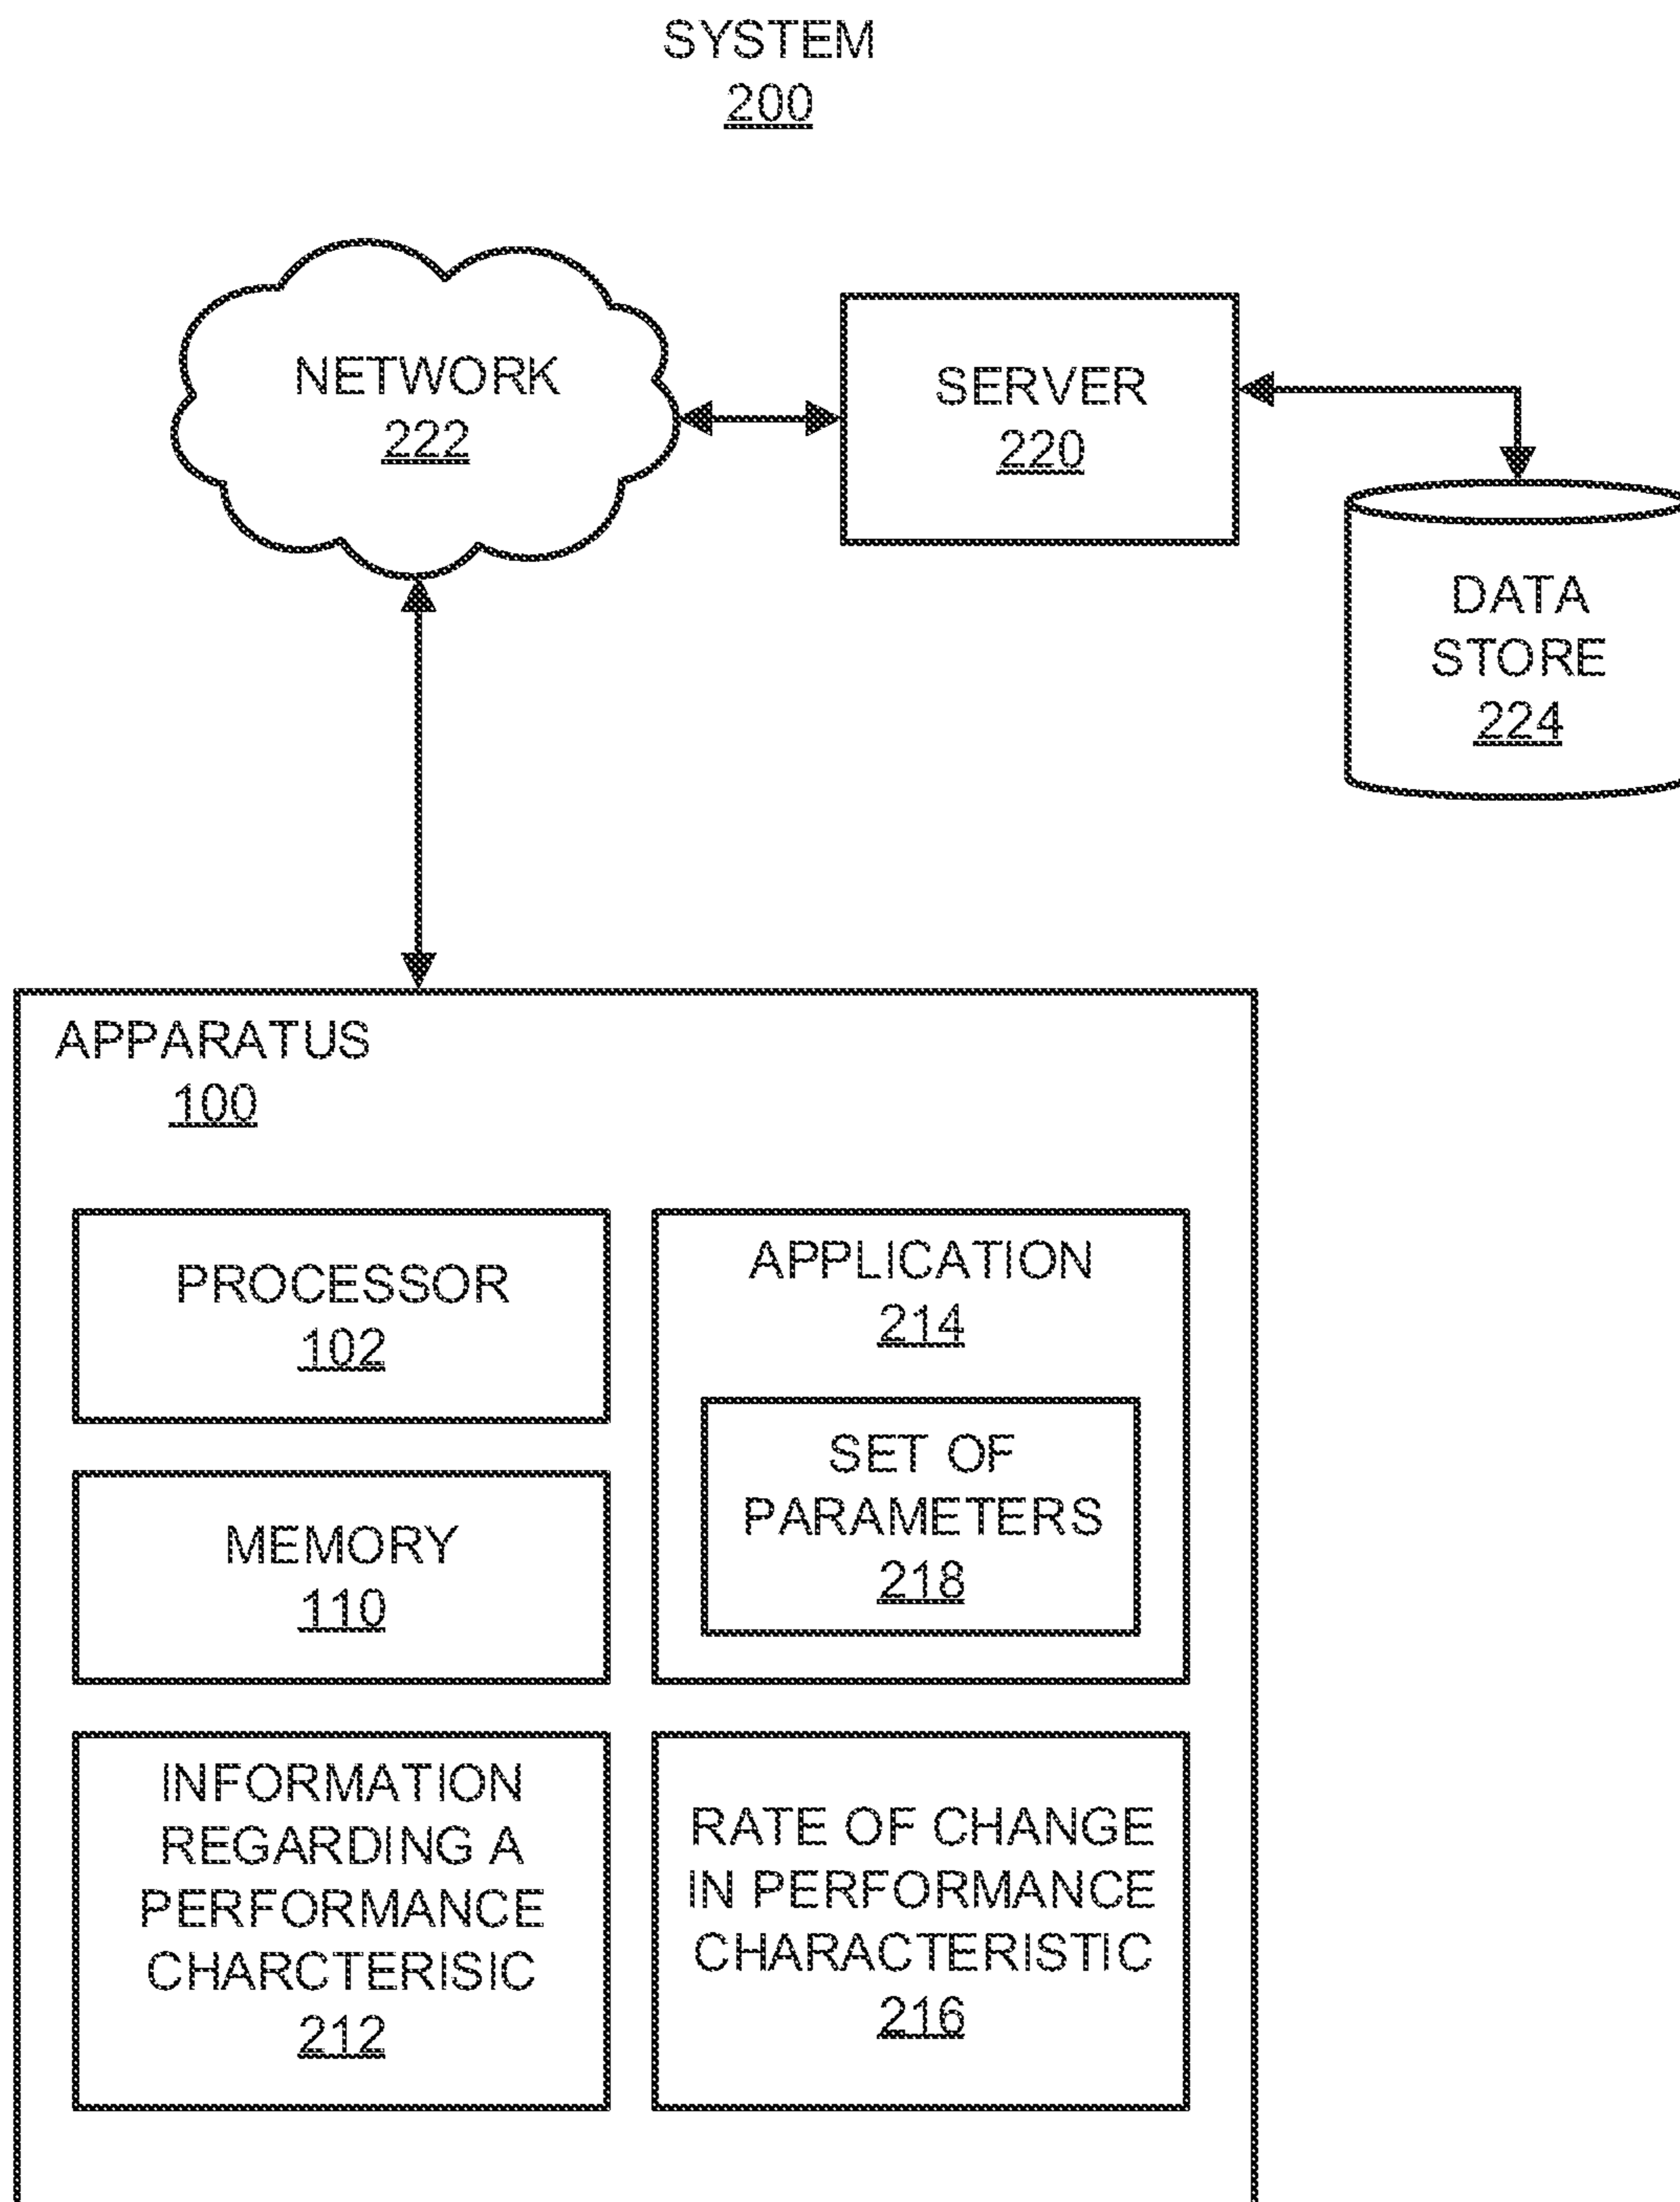 SYSTEM
200
NETWORK
222
SERVER
220
DATA
STORE
224
APPARATUS
100
PROCESSOR
102
APPLICATION
214
SET OF
PARAMETERS
218
MEMORY
110
INFORMATION
REGARDING A
PERFORMANCE
CHARCTERISIC
212
RATE OF CHANGE
IN PERFORMANCE
CHARACTERISTIC
216